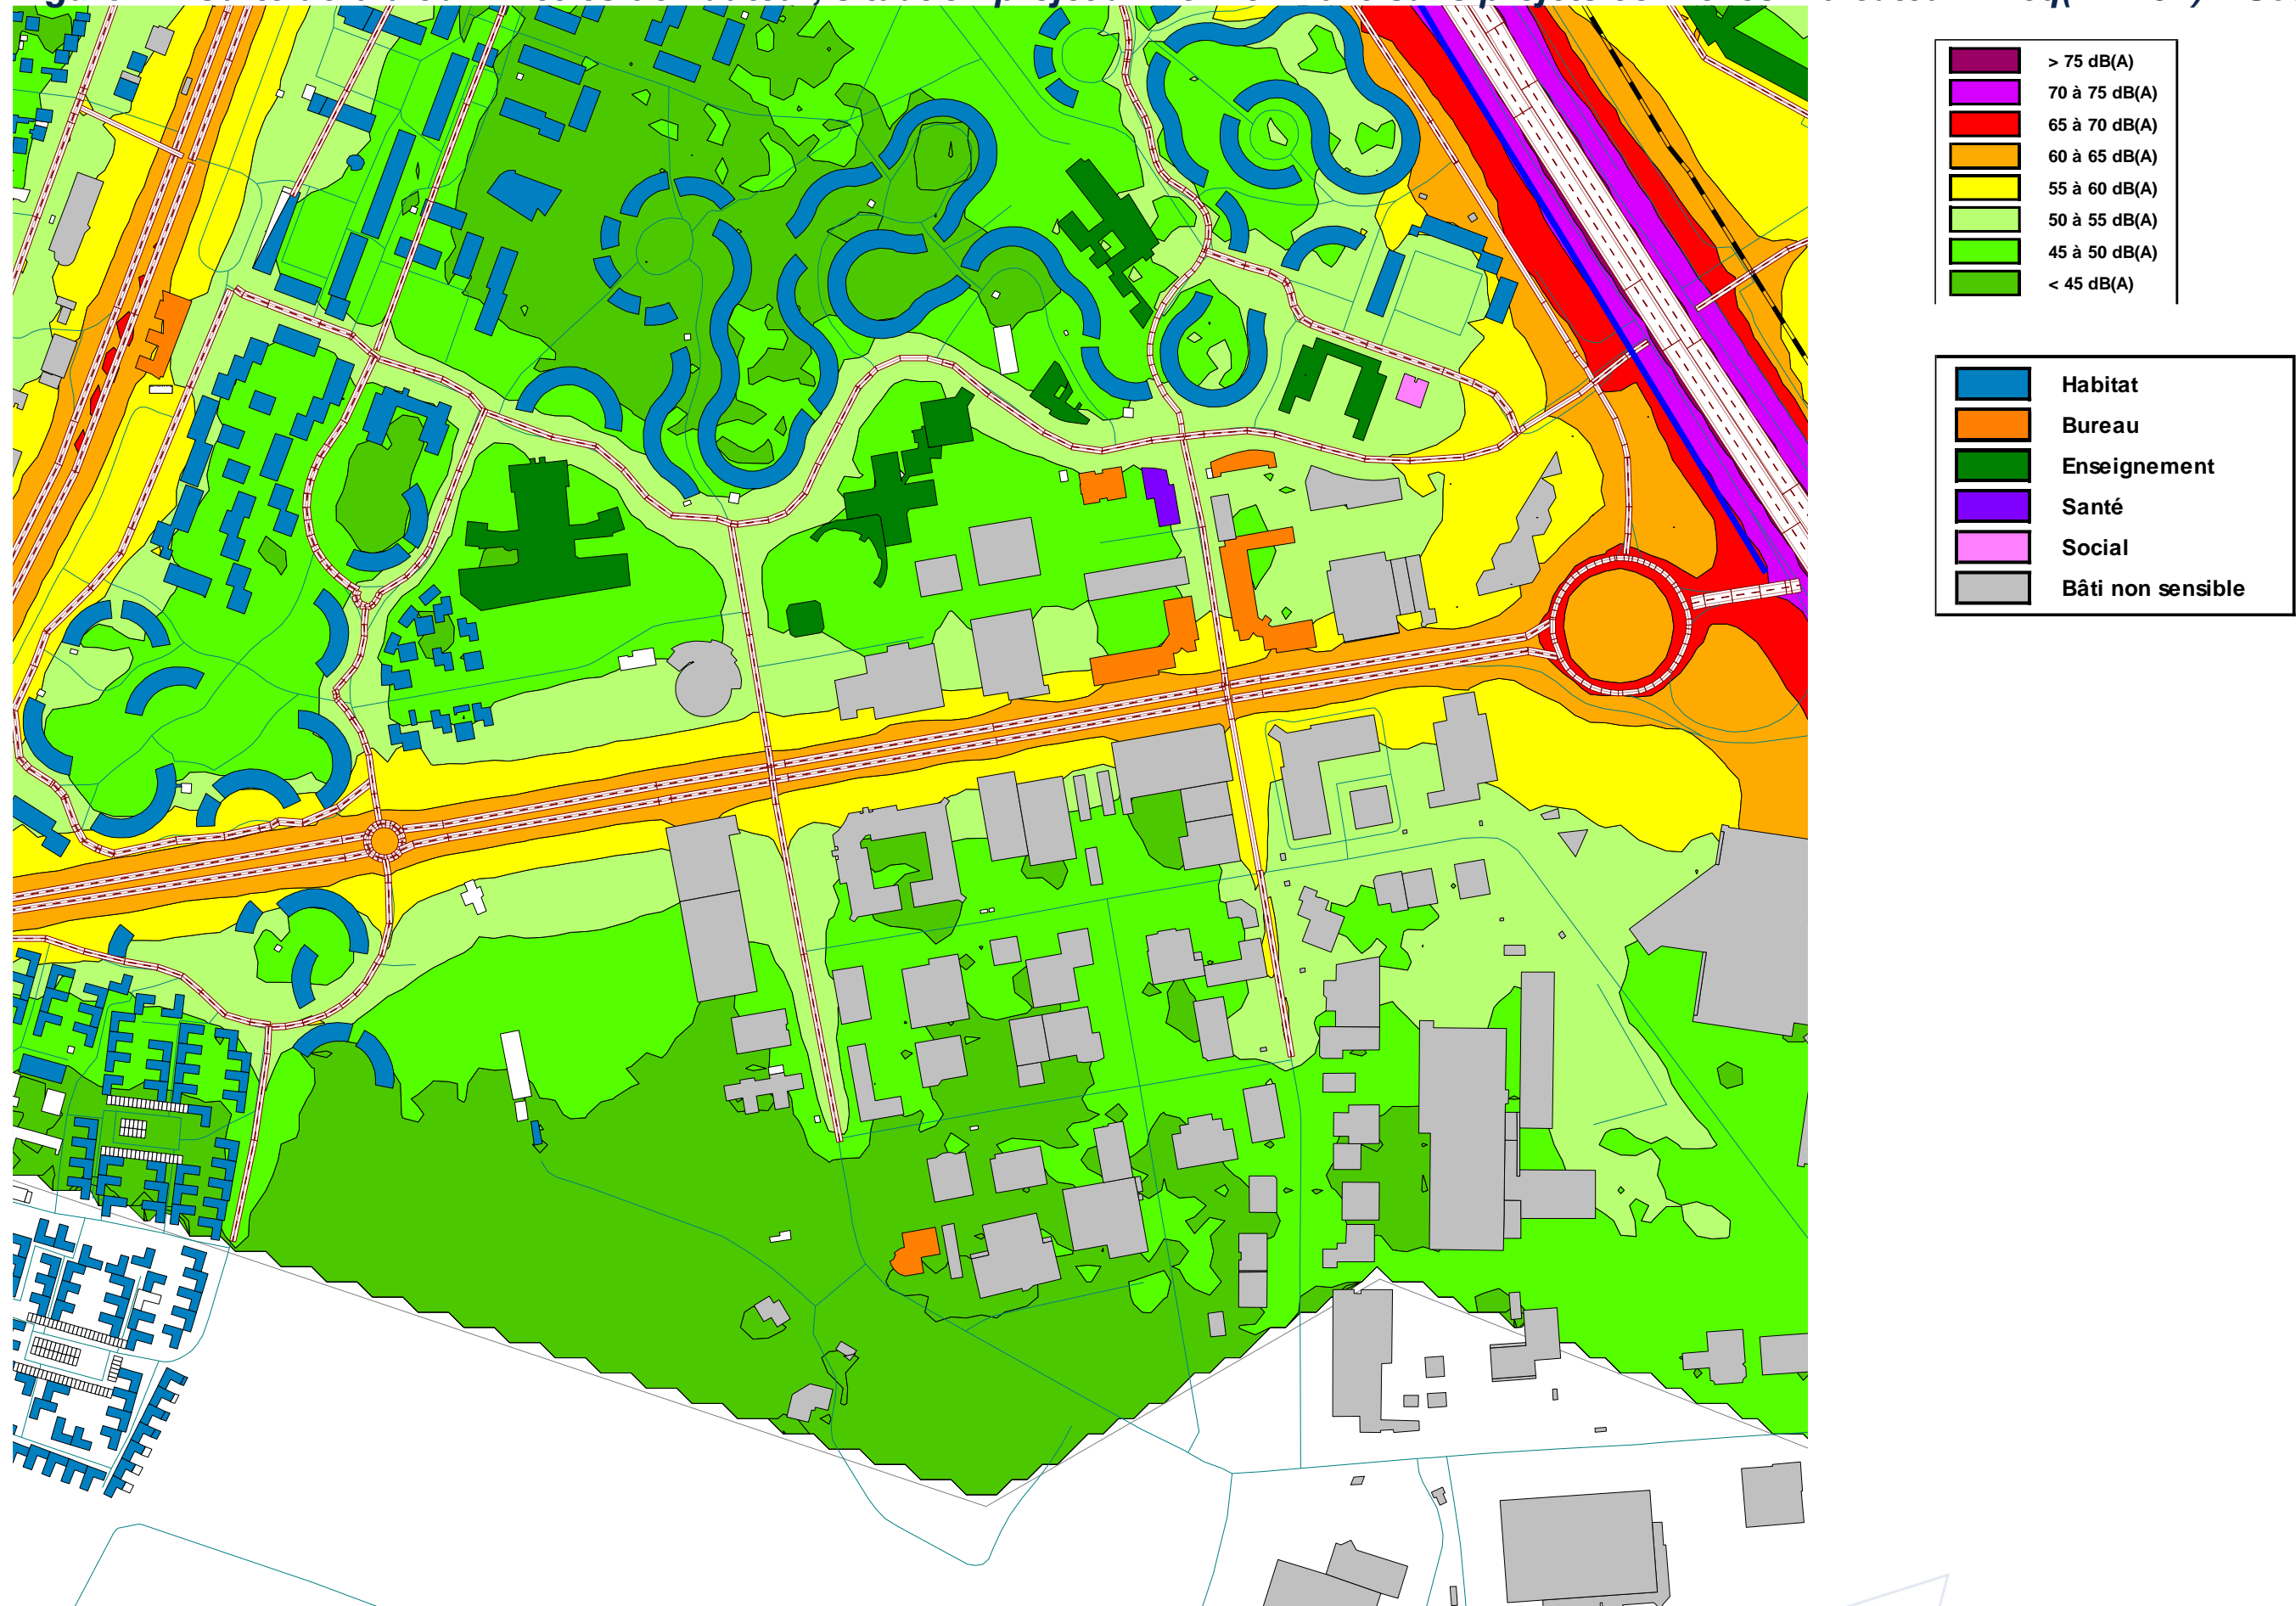 > 75 dB(A)
70 à 75 dB(A)
65 à 70 dB(A)
60 à 65 dB(A)
55 à 60 dB(A)
50 à 55 dB(A)
45 à 50 dB(A)
< 45 dB(A)
Habitat
Bureau
Enseignement
Santé
Social
Bâti non sensible